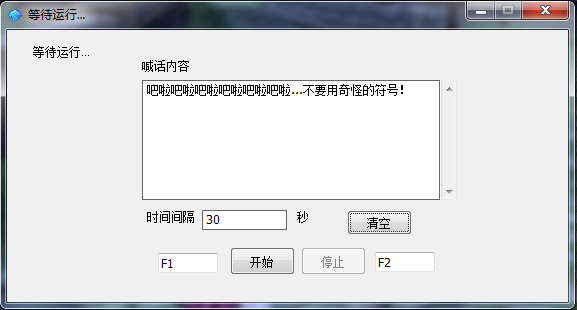 等待运行...
等待运行...
喊话内容
吧啦吧啦吧啦吧啦吧啦吧啦...不要用奇怪的符号!
时间间隔 30 秒 清空
F1 开始 停止 F2